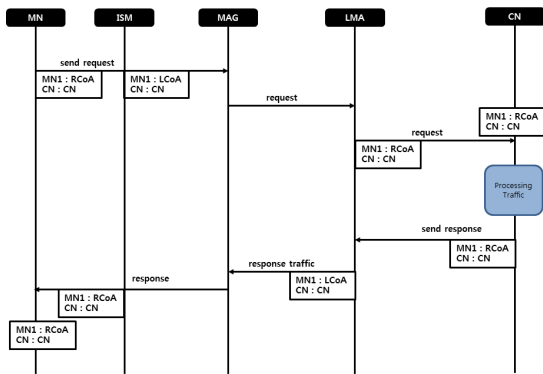 MN ISM MAG LMA CN
send request
MN1 : RCoA
CN : CN
MN1 : LCoA
CN : CN
request
MN1 : RCoA
CN : CN
request
MN1 : RCoA
CN : CN
Processing
Traffic
send response
MN1 : RCoA
CN : CN
response traffic
MN1 : LCoA
CN : CN
response
MN1 : RCoA
CN : CN
MN1 : RCoA
CN : CN